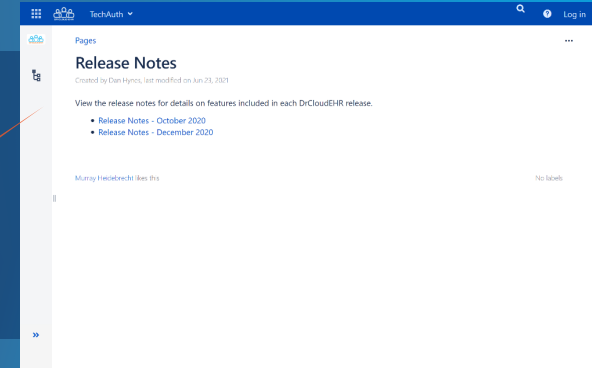 TechAuth
Log in
Pages
Release Notes
Created by Dan Hynes, last modified on Jun 23, 2021
View the release notes for details on features included in each DrCloudEHR release.
Release Notes - October 2020
Release Notes - December 2020
Murray Heidebrecht likes this
No labels